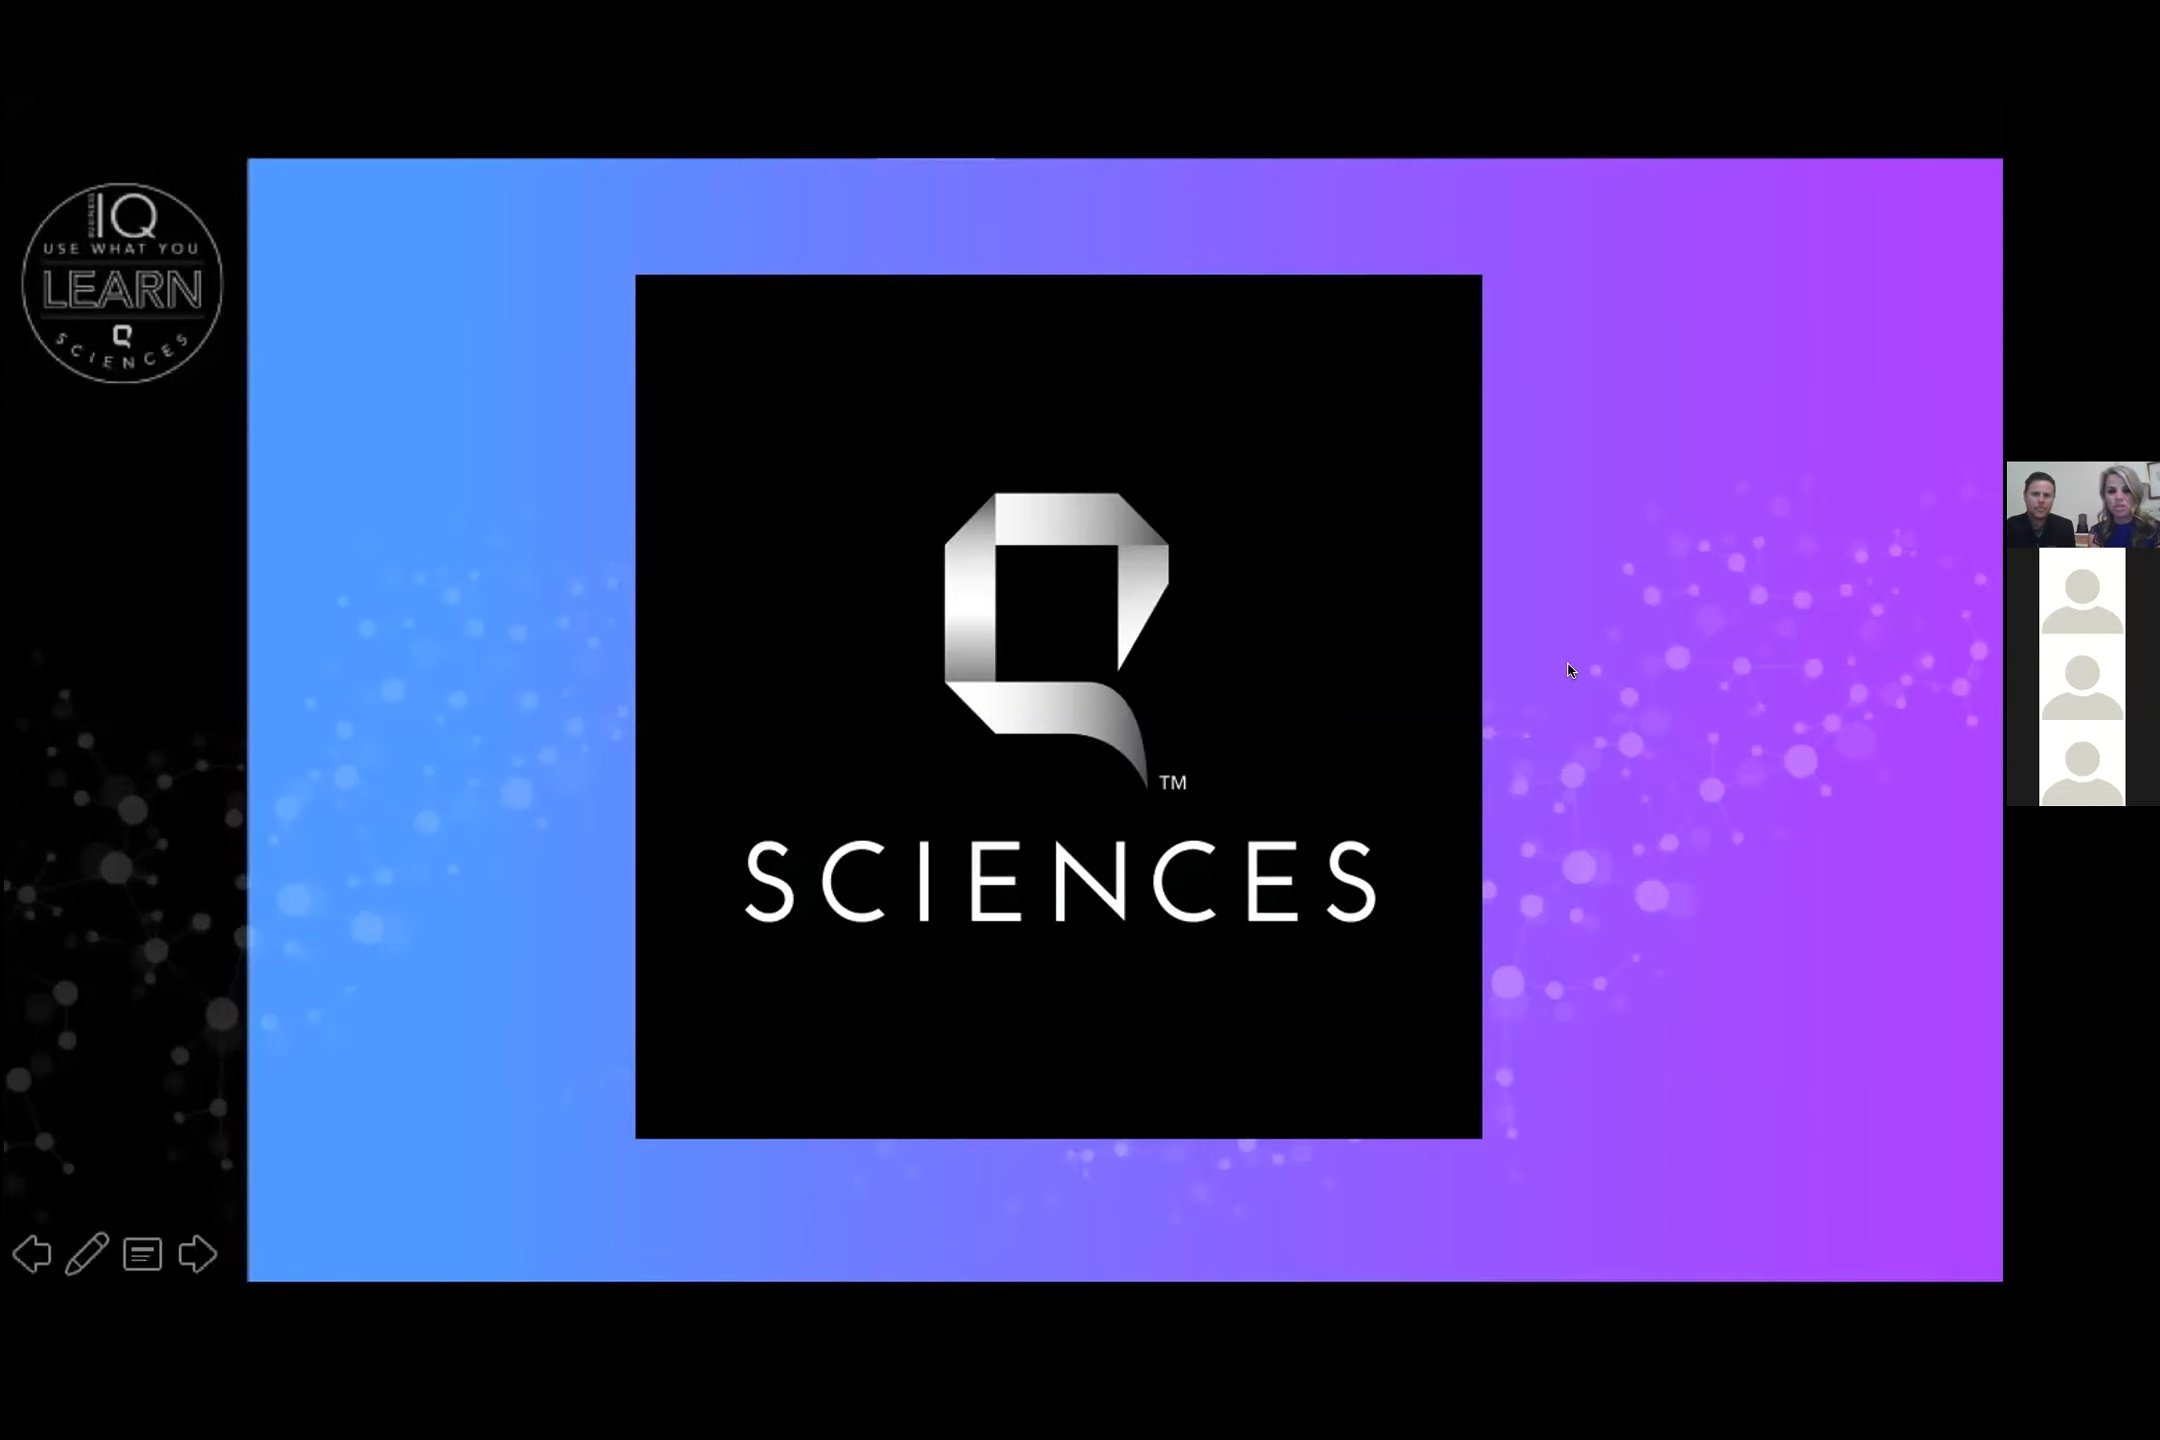 BUSINESS
IQ
USE WHAT YOU
LEARN
Q
SCIENCES
Q
TM
SCIENCES